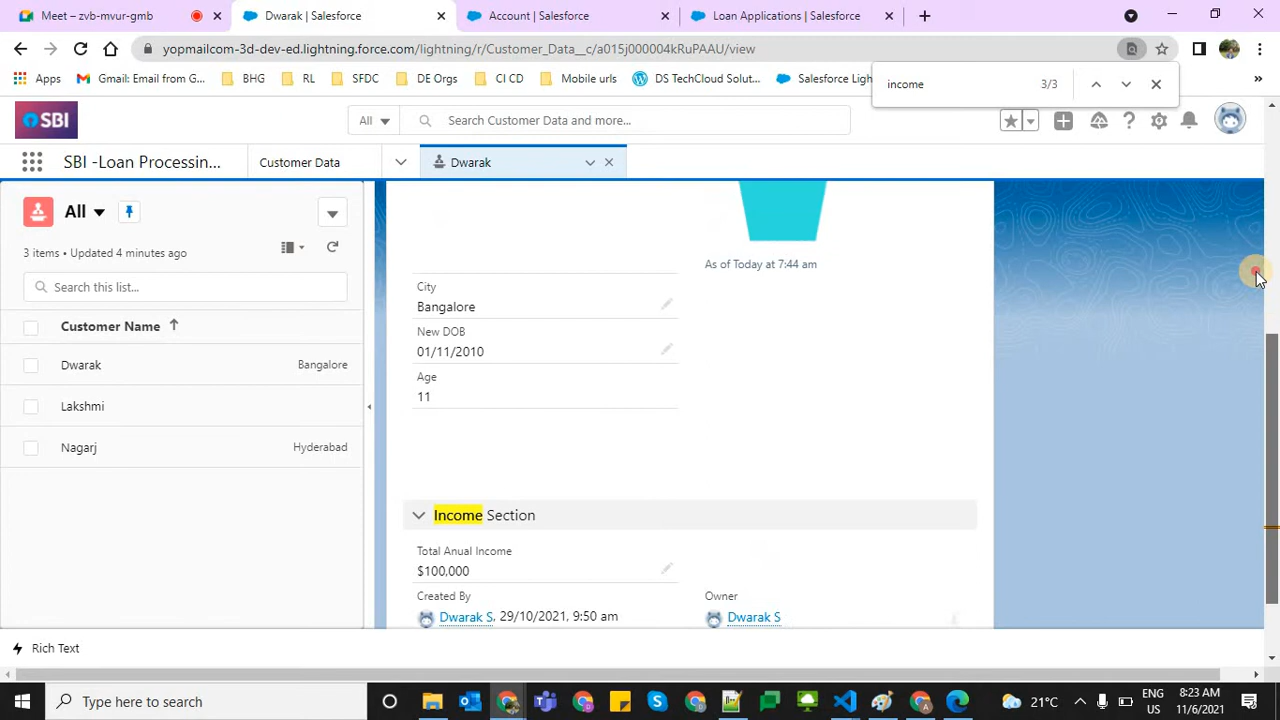 Meet – zvb-mvur-gmb
Dwarak | Salesforce
Account | Salesforce
Loan Applications | Salesforce
yopmailcom-3d-dev-ed.lightning.force.com/lightning/r/Customer_Data__c/a015j000004kRuPAAU/view
Apps
Gmail: Email from G...
BHG
RL
SFDC
DE Orgs
CI CD
Mobile urls
DS TechCloud Solut...
Salesforce Ligh
»
income
3/3
SBI
All
Search Customer Data and more...
SBI -Loan Processin...
Customer Data
Dwarak
All
3 items • Updated 4 minutes ago
Search this list...
Customer Name
Dwarak
Bangalore
Lakshmi
Nagarj
Hyderabad
As of Today at 7:44 am
City
Bangalore
New DOB
01/11/2010
Age
11
Income Section
Total Anual Income
$100,000
Created By
Owner
Dwarak S, 29/10/2021, 9:50 am
Dwarak S
Rich Text
Type here to search
21°C
ENG
US
8:23 AM
11/6/2021